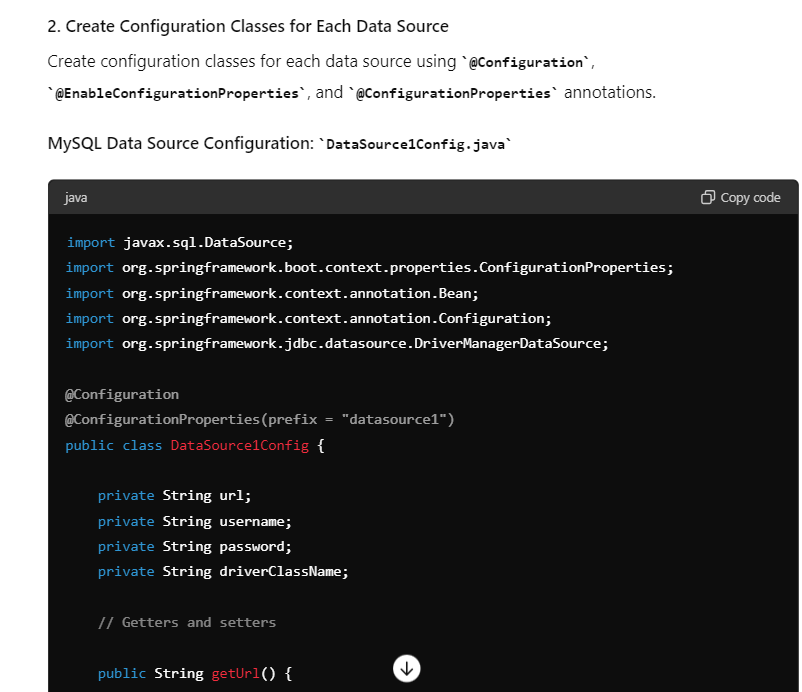 2. Create Configuration Classes for Each Data Source
Create configuration classes for each data source using `@Configuration`,
`@EnableConfigurationProperties`, and `@ConfigurationProperties` annotations.
MySQL Data Source Configuration: `DataSource1Config.java`
java
Copy code
import javax.sql.DataSource;
import org.springframework.boot.context.properties.ConfigurationProperties;
import org.springframework.context.annotation.Bean;
import org.springframework.context.annotation.Configuration;
import org.springframework.jdbc.datasource.DriverManagerDataSource;
@Configuration
@ConfigurationProperties(prefix = "datasource1")
public class DataSource1Config {
private String url;
private String username;
private String password;
private String driverClassName;
// Getters and setters
public String getUrl() {